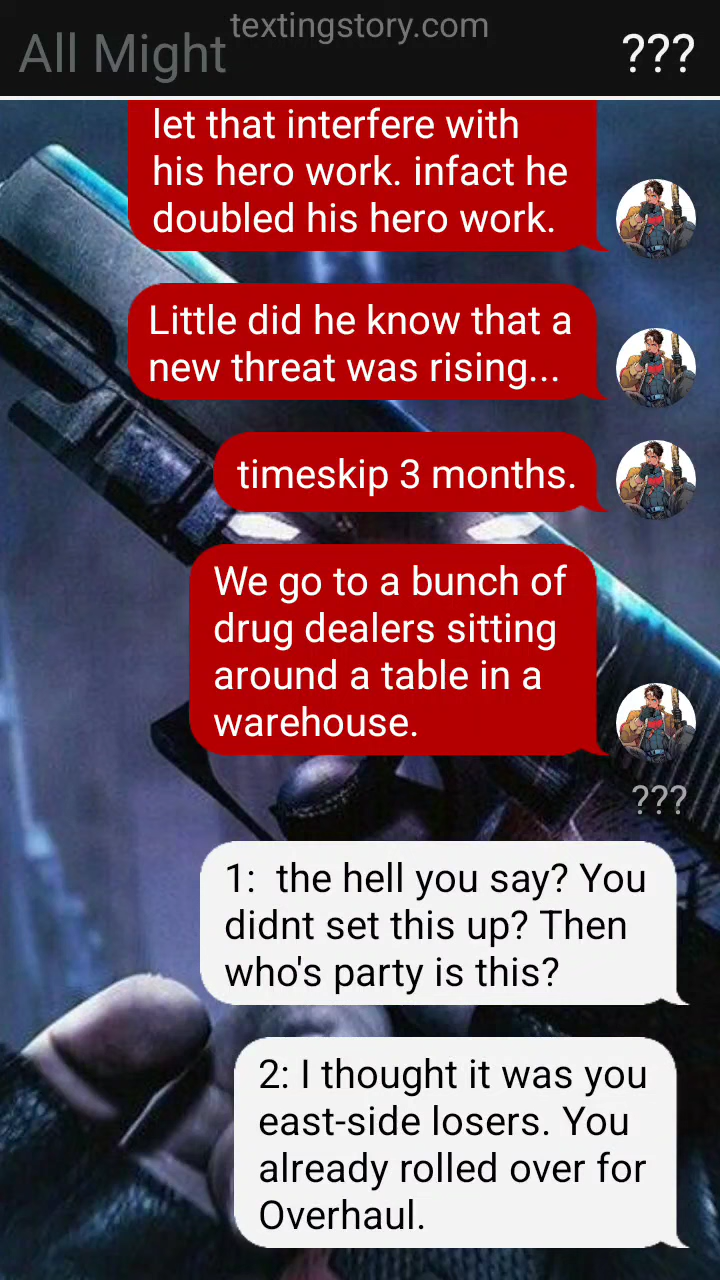 textingstory.com
All Might
???
let that interfere with
his hero work. infact he
doubled his hero work.
Little did he know that a
new threat was rising...
timeskip 3 months.
We go to a bunch of
drug dealers sitting
around a table in a
warehouse.
???
1:  the hell you say? You
didnt set this up? Then
who's party is this?
2: I thought it was you
east-side losers. You
already rolled over for
Overhaul.